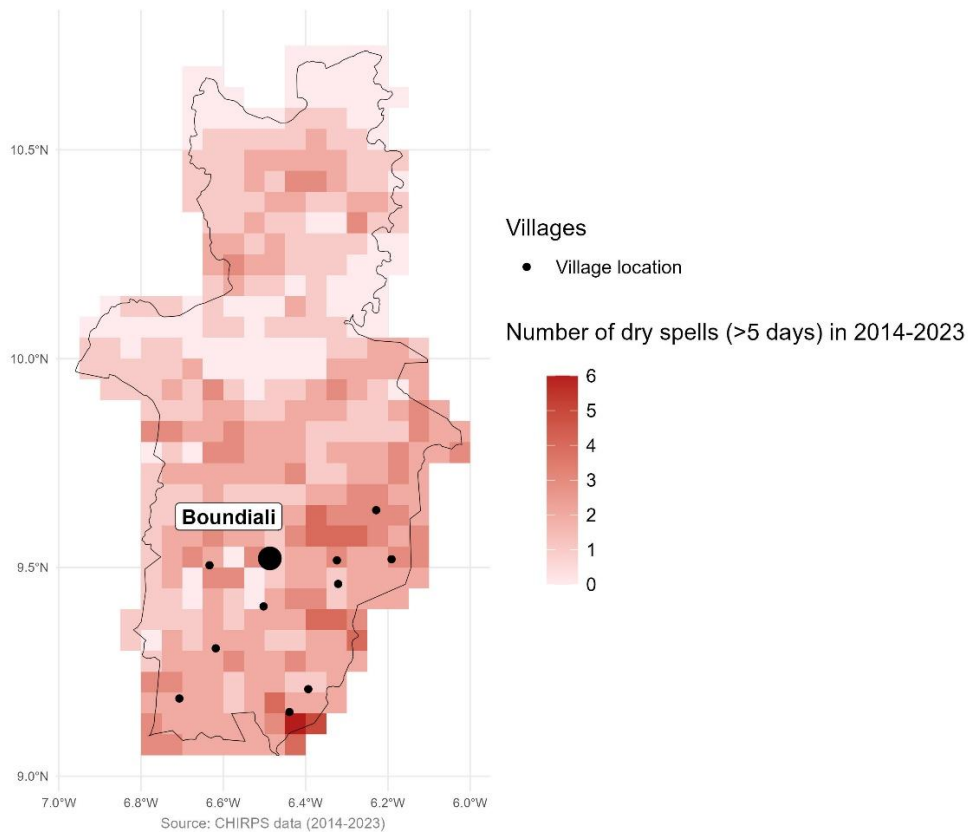 10.5°N
10.0°N
9.5°N
9.0°N
7.0°W 6.8°W 6.6°W 6.4°W 6.2°W 6.0°W
Source: CHIRPS data (2014-2023)
Boundiali
Villages
Village location
Number of dry spells (>5 days) in 2014-2023
6
5
4
3
2
1
0